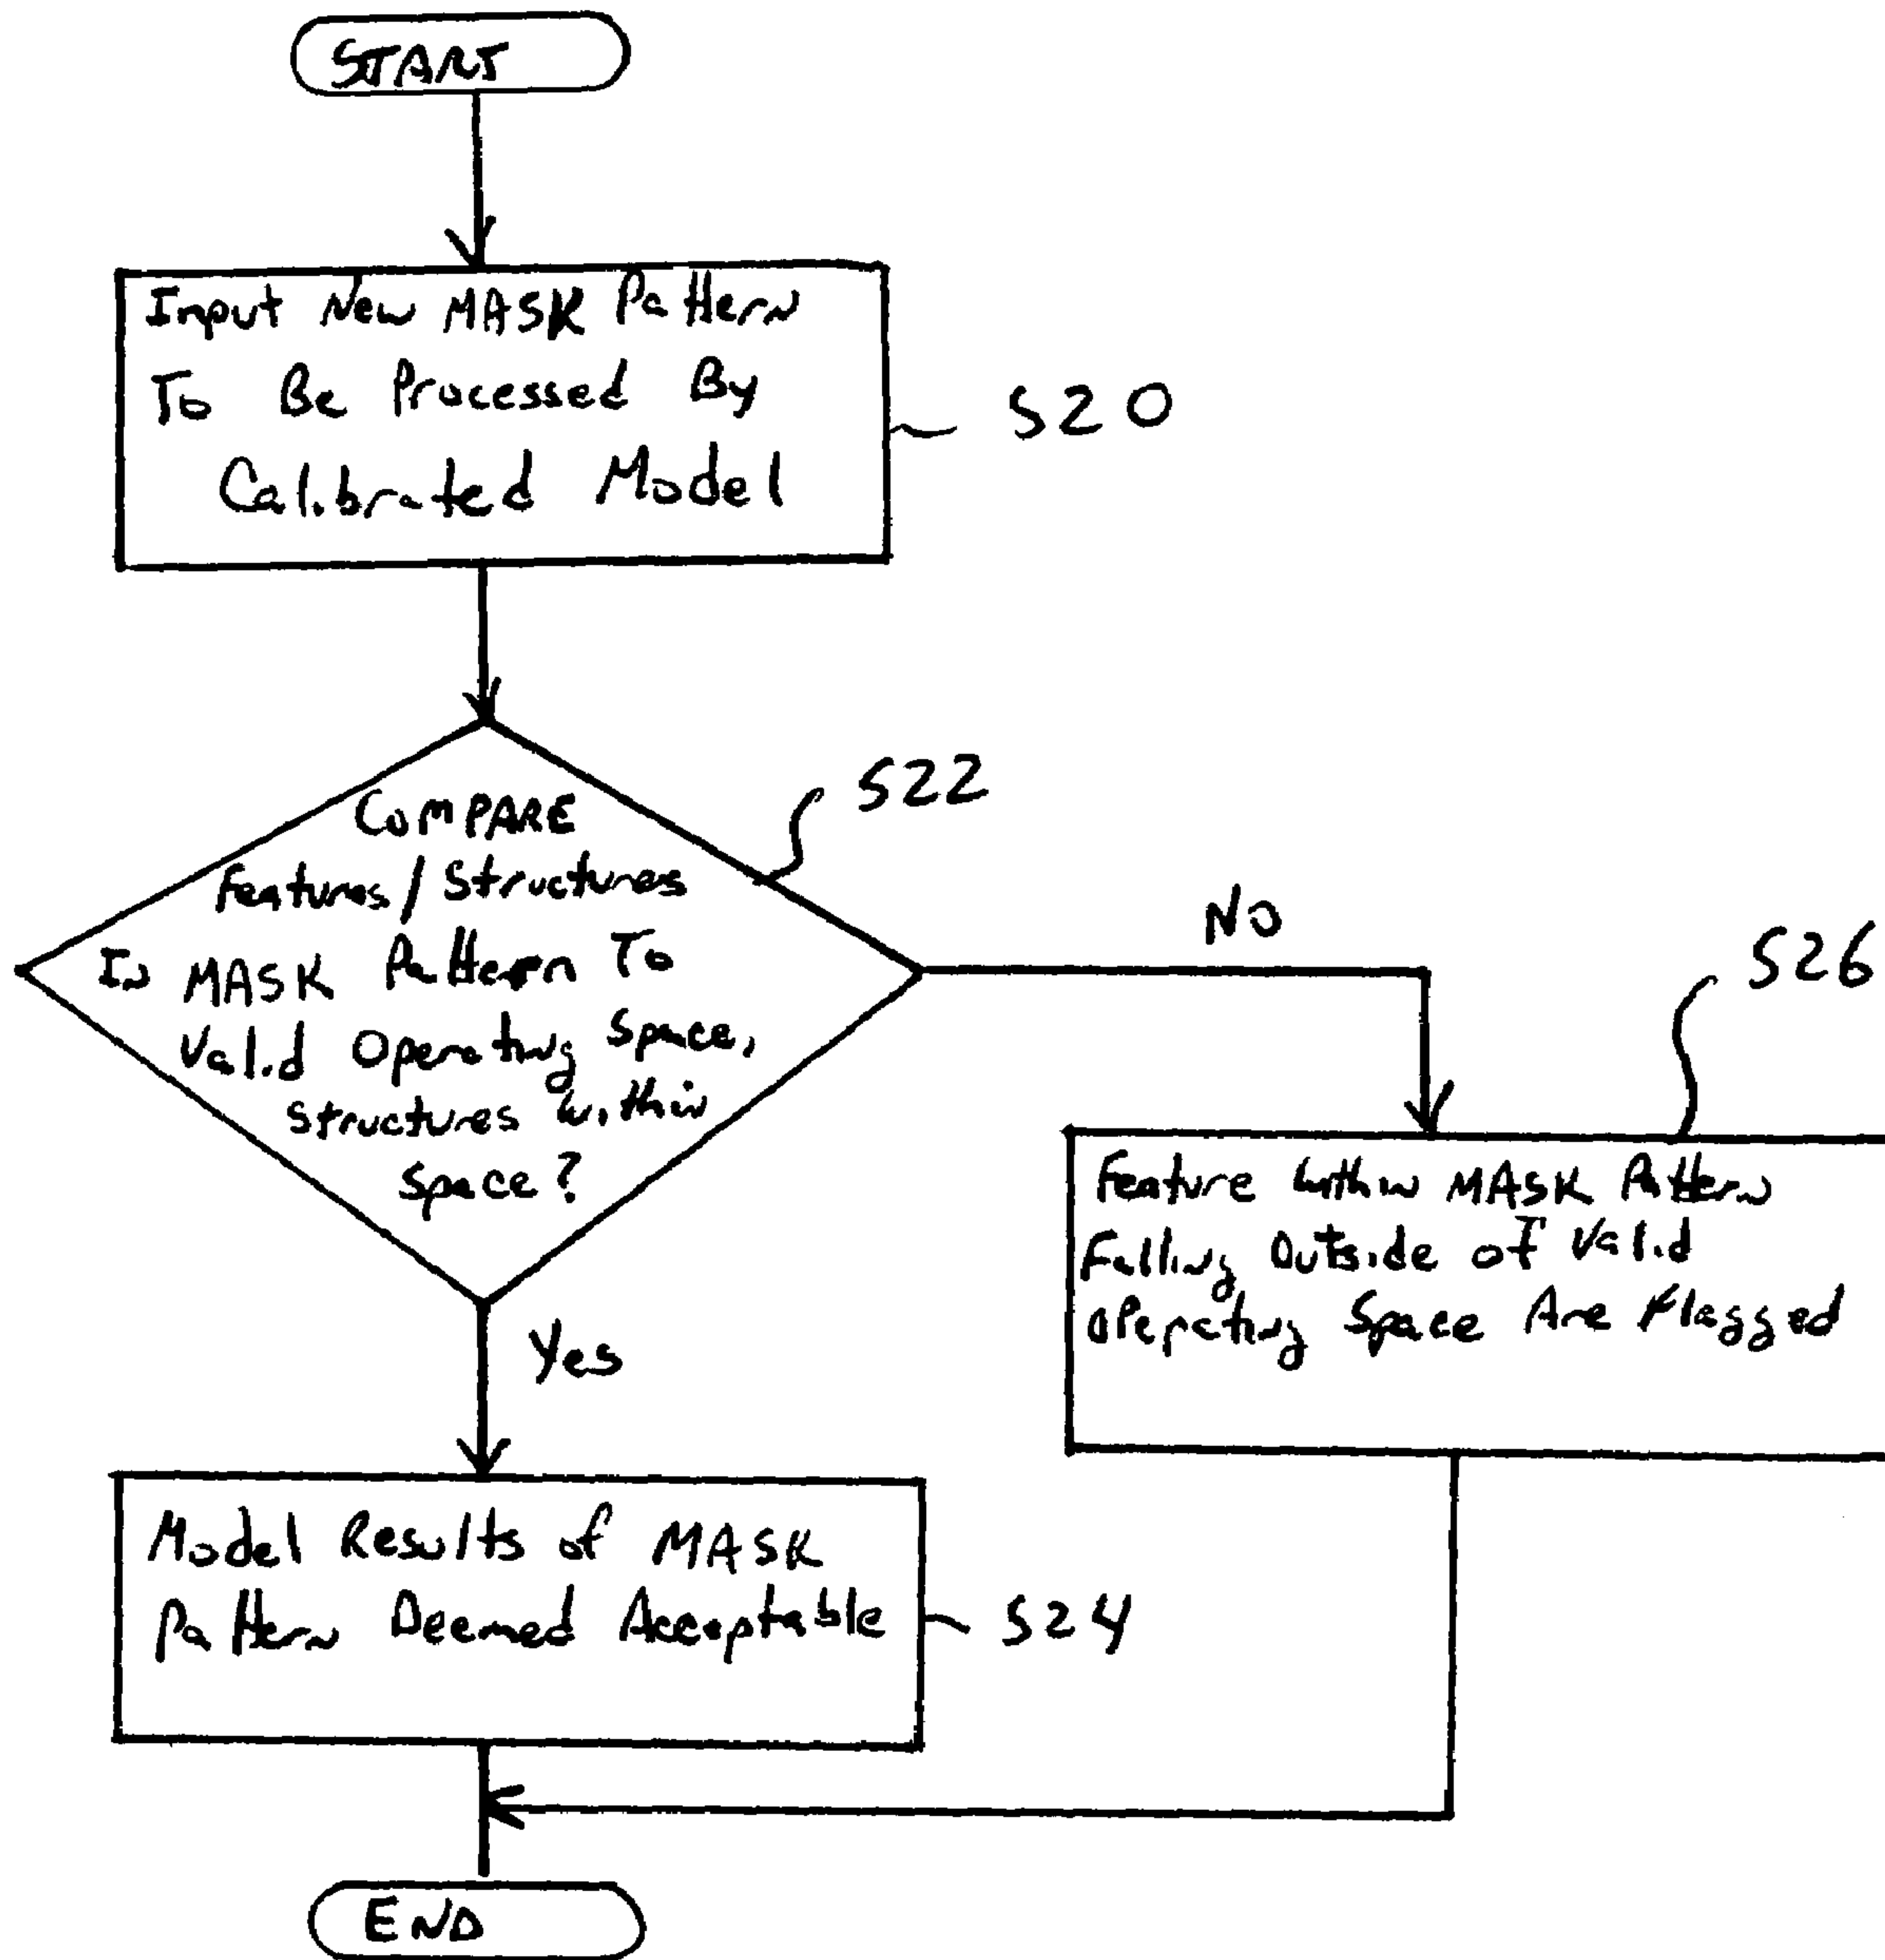 START
Input New MASK Pattern
To Be Processed By
Calibrated Model
S20
COMPARE
Features / Structures
In MASK Pattern To
Valid Operating Space,
Structures within
Space?
S22
NO
S26
Feature within MASK Pattern
Falling Outside of Valid
Operating Space Are Flagged
Yes
Model Results of MASK
Pattern Deemed Acceptable
S24
END